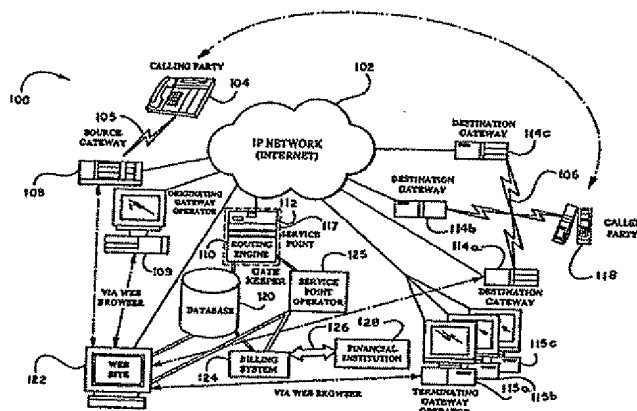 CALLING PARTY
102
100
105
104
SOURCE GATEWAY
IP NETWORK (INTERNET)
DESTINATION GATEWAY
114c
106
108
ORIGINATING GATEWAY OPERATOR
112
117
SERVICE POINT
DESTINATION GATEWAY
114b
CALLED PARTY
118
110
ROUTING ENGINE
GATE KEEPER
125
114a
109
DESTINATION GATEWAY
VIA WEB BROWSER
DATABASE
120
SERVICE POINT OPERATOR
126
128
122
WEB SITE
BILLING SYSTEM
124
FINANCIAL INSTITUTION
115c
115a
115b
VIA WEB BROWSER
TERMINATING GATEWAY OPERATOR